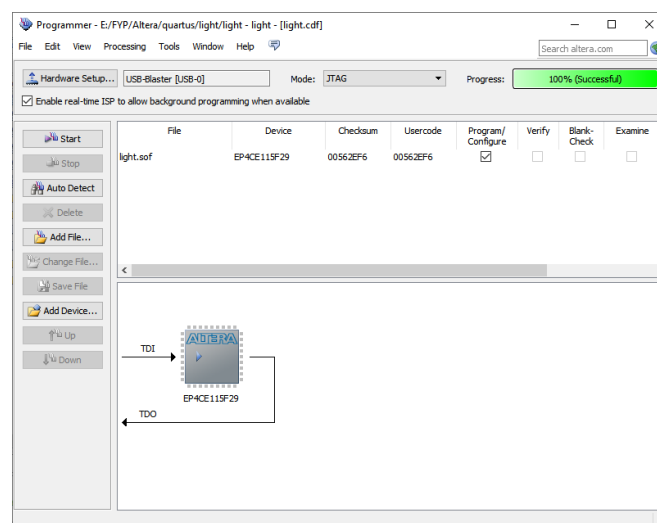 Programmer - E:/FYP/Altera/quartus/light/light - light - [light.cdf]
File Edit View Processing Tools Window Help
Search altera.com
Hardware Setup... USB-Blaster [USB-0] Mode: JTAG Progress: 100% (Successful)
Enable real-time ISP to allow background programming when available
Start
Stop
Auto Detect
Delete
Add File...
Change File...
Save File
Add Device...
Up
Down
File Device Checksum Usercode Program/ Verify Blank- Examine
Configure Check
light.sof EP4CE115F29 00562EF6 00562EF6
ALTERA
TDI
EP4CE115F29
TDO